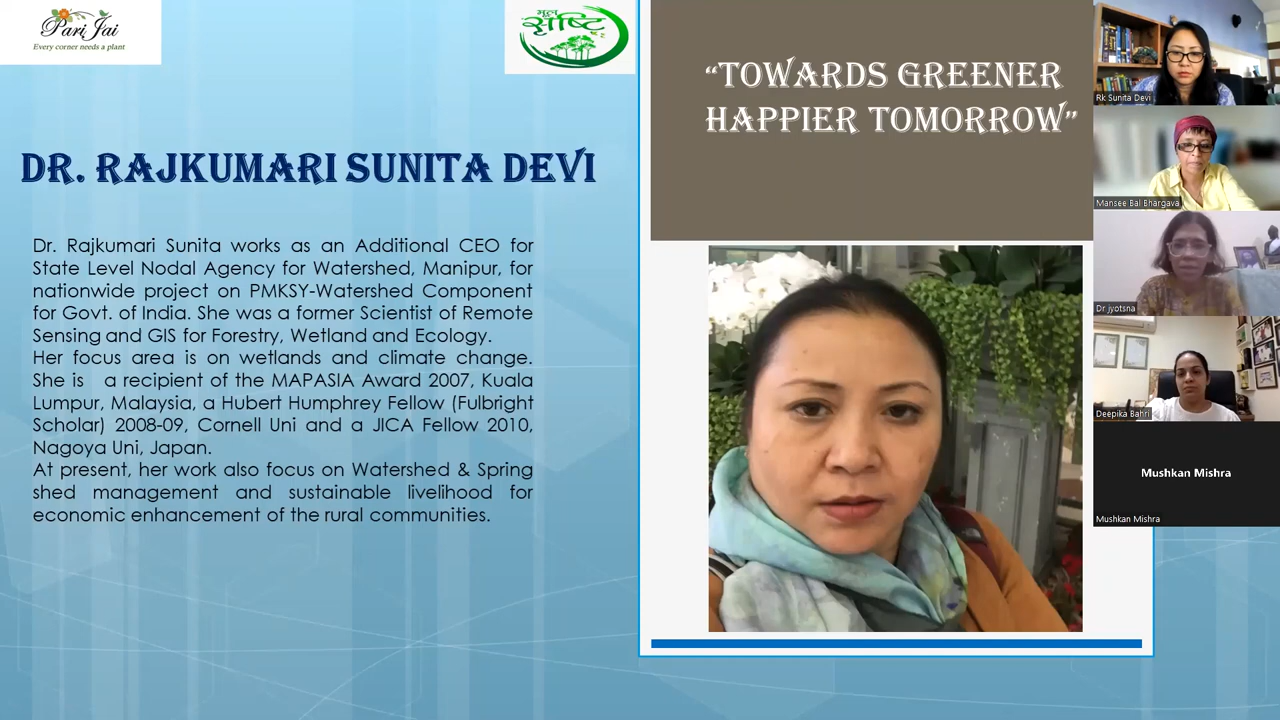 Pari Jai
Every corner needs a plant
मूल
सृष्टि
"TOWARDS GREENER
HAPPIER TOMORROW"
DR. RAJKUMARI SUNITA DEVI
Dr. Rajkumari Sunita works as an Additional CEO for
State Level Nodal Agency for Watershed, Manipur, for
nationwide project on PMKSY-Watershed Component
for Govt. of India. She was a former Scientist of Remote
Sensing and GIS for Forestry, Wetland and Ecology.
Her focus area is on wetlands and climate change.
She is a recipient of the MAPASIA Award 2007, Kuala
Lumpur, Malaysia, a Hubert Humphrey Fellow (Fulbright
Scholar) 2008-09, Cornell Uni and a JICA Fellow 2010,
Nagoya Uni, Japan.
At present, her work also focus on Watershed & Spring
shed management and sustainable livelihood for
economic enhancement of the rural communities.
Rk Sunita Devi
Mansee Bal Bhargava
Dr jyotsna
Deepika Bahri
Mushkan Mishra
Mushkan Mishra